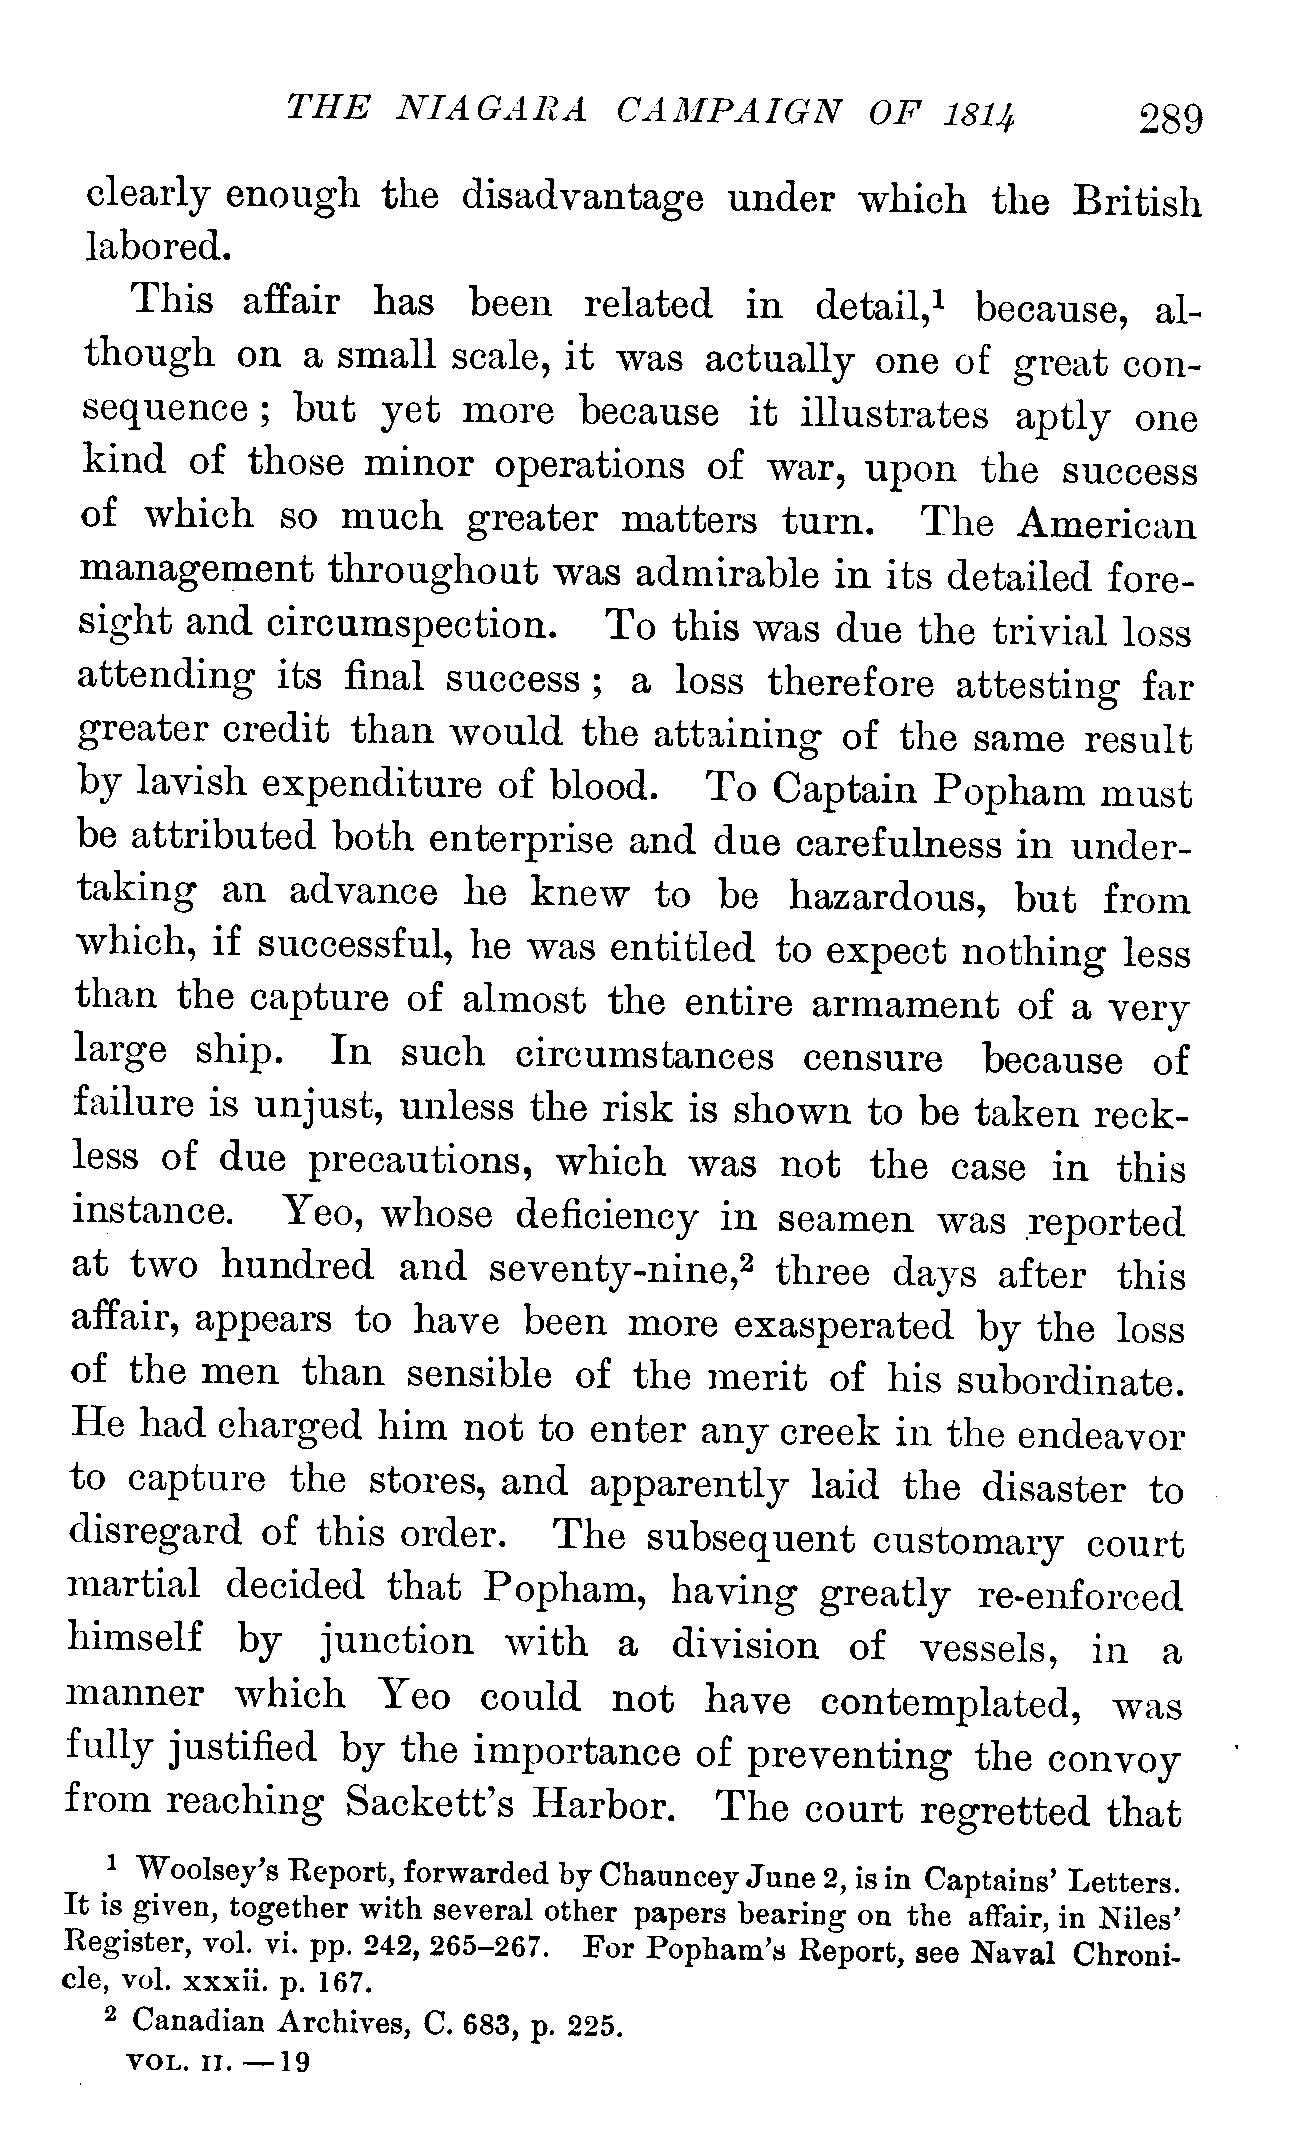 THE NIAGARA CAMPAIGN OF 1814 289
clearly enough the disadvantage under which the British
labored.
This affair has been related in detail,¹ because, al-
though on a small scale, it was actually one of great con-
sequence; but yet more because it illustrates aptly one
kind of those minor operations of war, upon the success
of which so much greater matters turn. The American
management throughout was admirable in its detailed fore-
sight and circumspection. To this was due the trivial loss
attending its final success; a loss therefore attesting far
greater credit than would the attaining of the same result
by lavish expenditure of blood. To Captain Popham must
be attributed both enterprise and due carefulness in under-
taking an advance he knew to be hazardous, but from
which, if successful, he was entitled to expect nothing less
than the capture of almost the entire armament of a very
large ship. In such circumstances censure because of
failure is unjust, unless the risk is shown to be taken reck-
less of due precautions, which was not the case in this
instance. Yeo, whose deficiency in seamen was reported
at two hundred and seventy-nine,² three days after this
affair, appears to have been more exasperated by the loss
of the men than sensible of the merit of his subordinate.
He had charged him not to enter any creek in the endeavor
to capture the stores, and apparently laid the disaster to
disregard of this order. The subsequent customary court
martial decided that Popham, having greatly re-enforced
himself by junction with a division of vessels, in a
manner which Yeo could not have contemplated, was
fully justified by the importance of preventing the convoy
from reaching Sackett's Harbor. The court regretted that
¹ Woolsey's Report, forwarded by Chauncey June 2, is in Captains' Letters.
It is given, together with several other papers bearing on the affair, in Niles'
Register, vol. vi. pp. 242, 265–267. For Popham's Report, see Naval Chroni-
cle, vol. xxxii. p. 167.
² Canadian Archives, C. 683, p. 225.
VOL. II. — 19